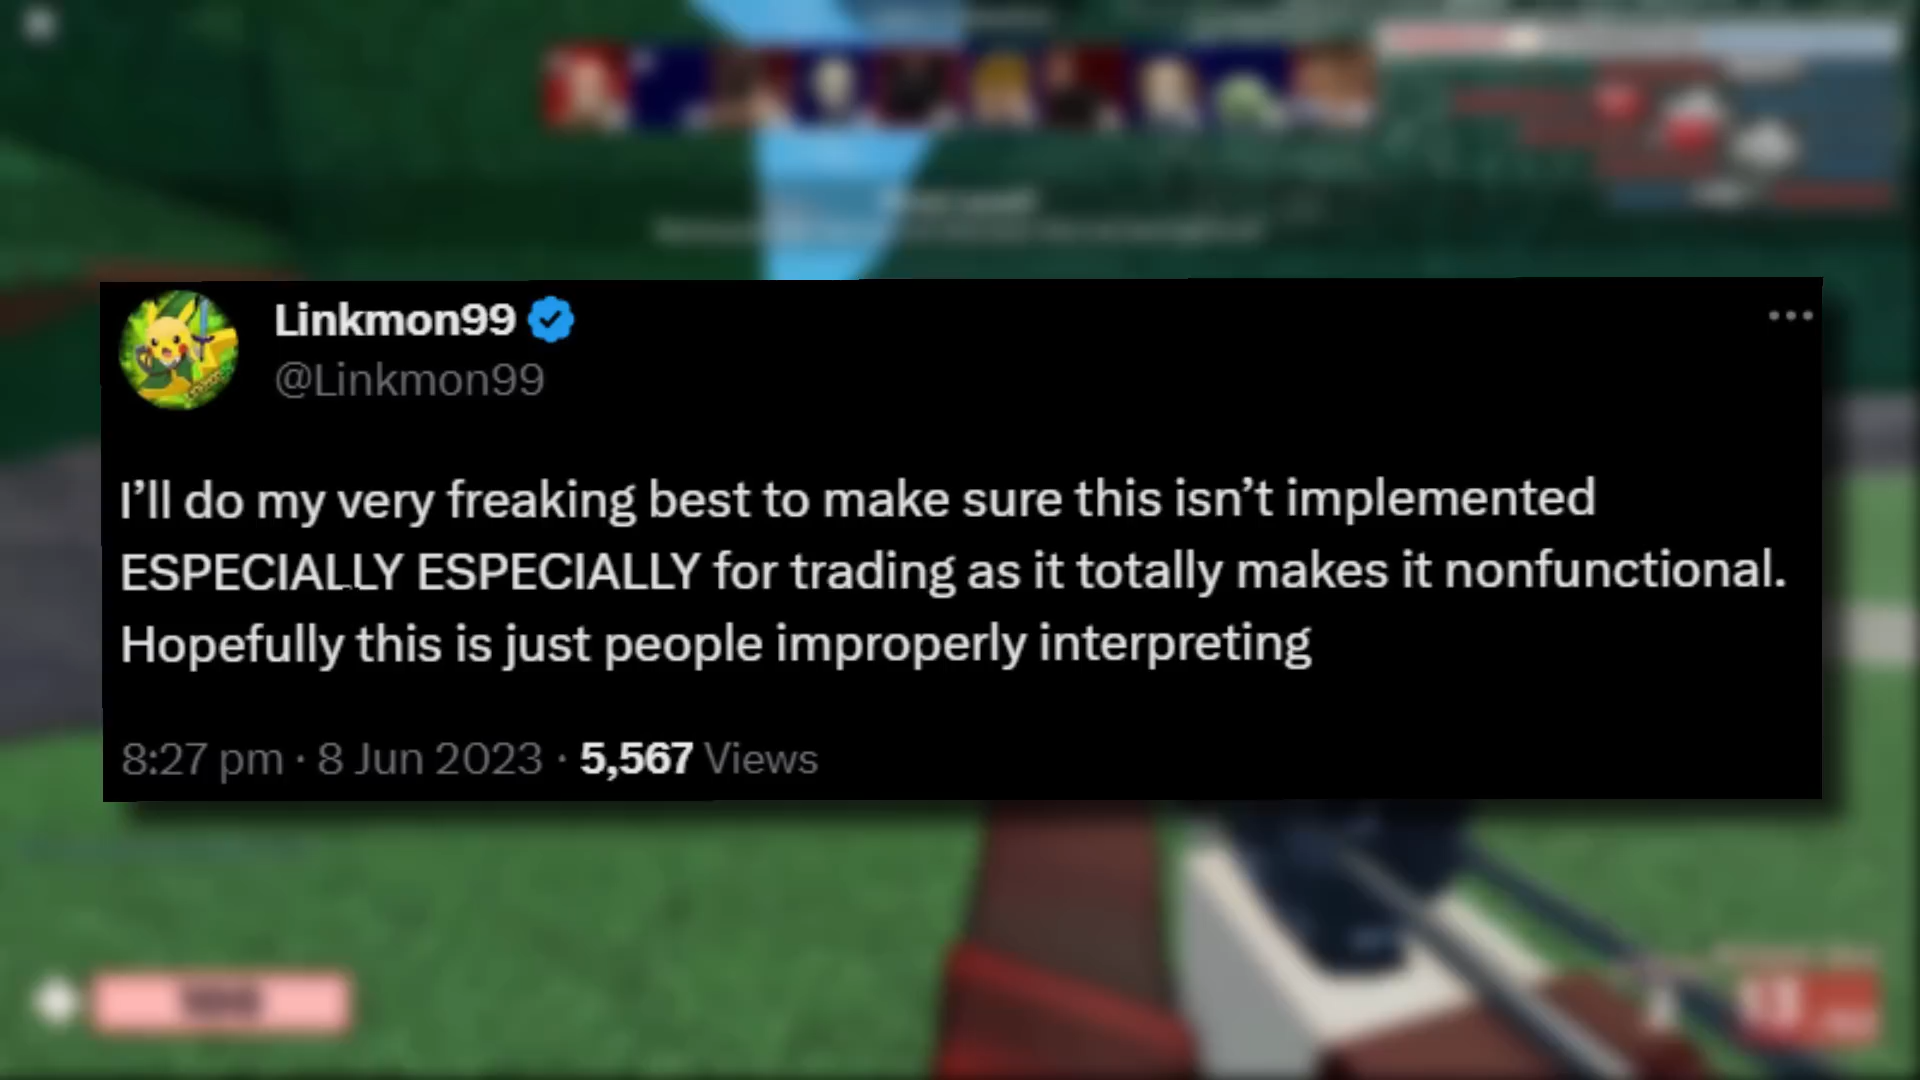 Linkmon99
@Linkmon99
I’ll do my very freaking best to make sure this isn’t implemented
ESPECIALLY ESPECIALLY for trading as it totally makes it nonfunctional.
Hopefully this is just people improperly interpreting
8:27 pm · 8 Jun 2023 · 5,567 Views